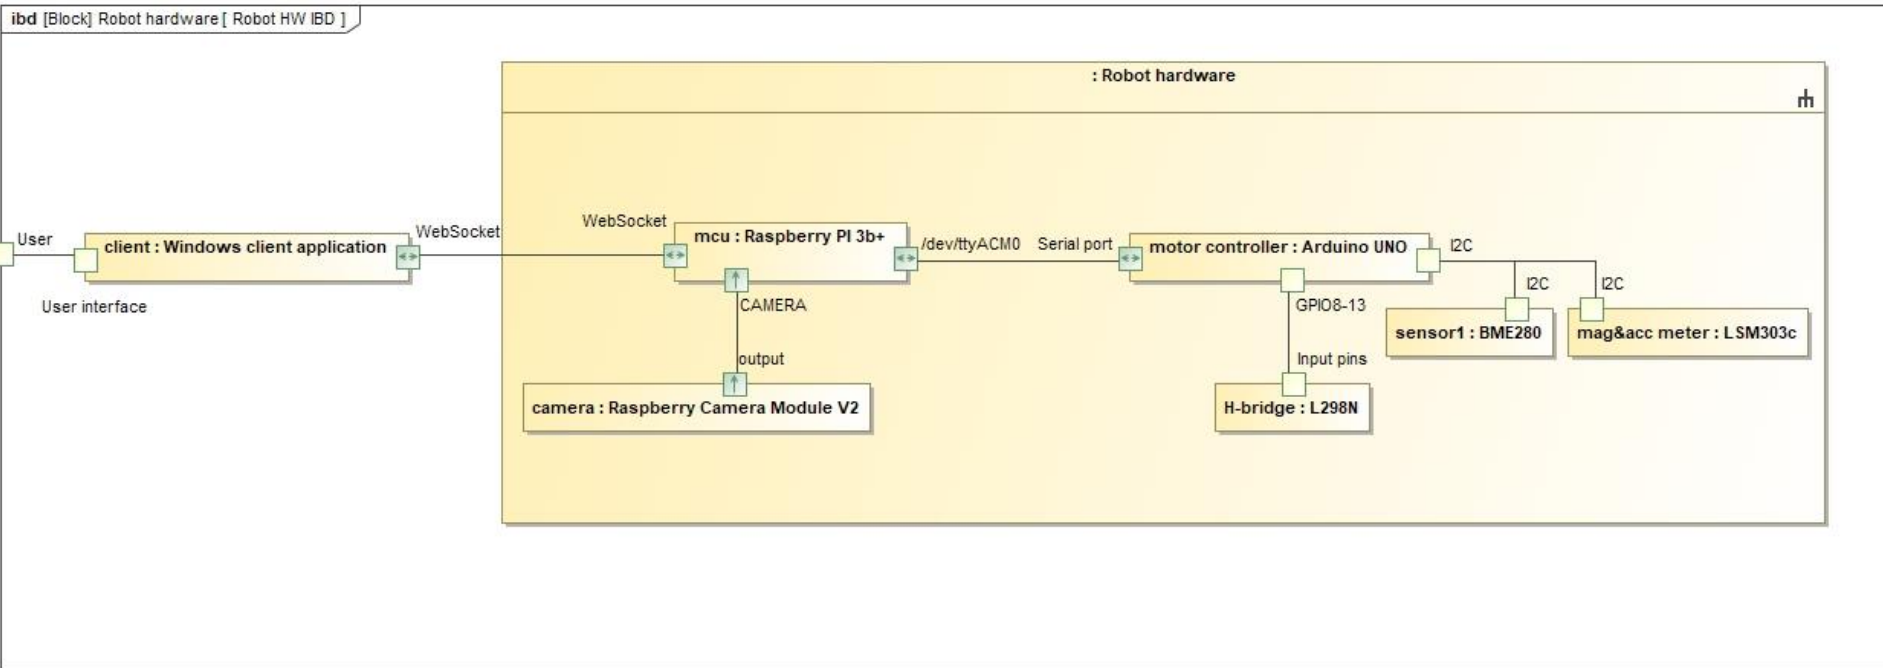 ibd [Block] Robot hardware[ Robot HW IBD ]
: Robot hardware
User
client : Windows client application
User interface
WebSocket
WebSocket
mcu : Raspberry PI 3b+
/dev/ttyACM0
Serial port
motor controller : Arduino UNO
I2C
CAMERA
output
camera : Raspberry Camera Module V2
GPIO8-13
Input pins
H-bridge : L298N
I2C
sensor1 : BME280
I2C
mag&acc meter : LSM303c